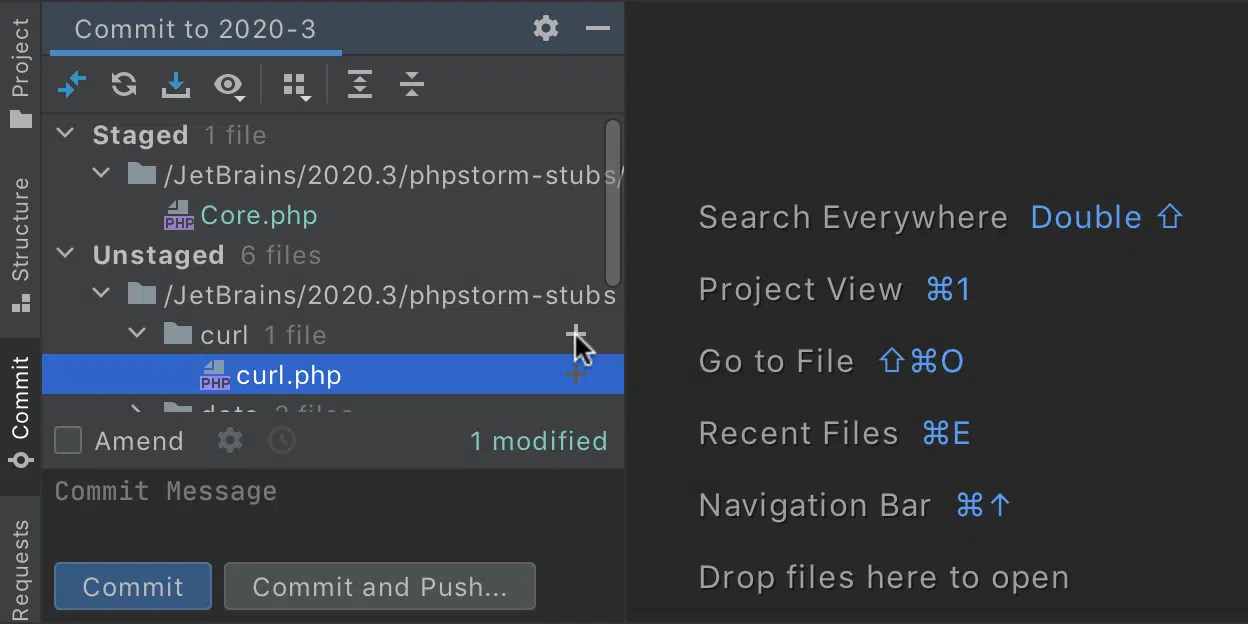 Project
Structure
Commit
Requests
Commit to 2020-3
Staged 1 file
/JetBrains/2020.3/phpstorm-stubs/
PHP Core.php
Unstaged 6 files
/JetBrains/2020.3/phpstorm-stubs
curl 1 file
PHP curl.php
Amend
1 modified
Commit Message
Commit
Commit and Push...
Search Everywhere Double ⇧
Project View ⌘1
Go to File ⇧⌘O
Recent Files ⌘E
Navigation Bar ⌘↑
Drop files here to open